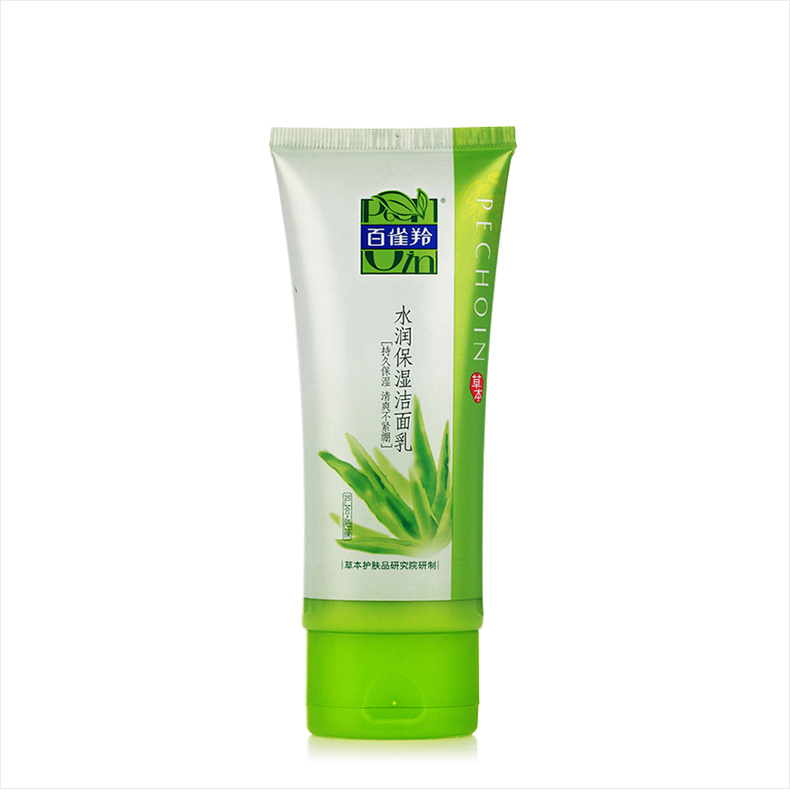 Pechoin
®
百雀羚
水润保湿洁面乳
[持久保湿 清爽不紧绷]
草本护肤品研究院研制
PECHOIN
草本